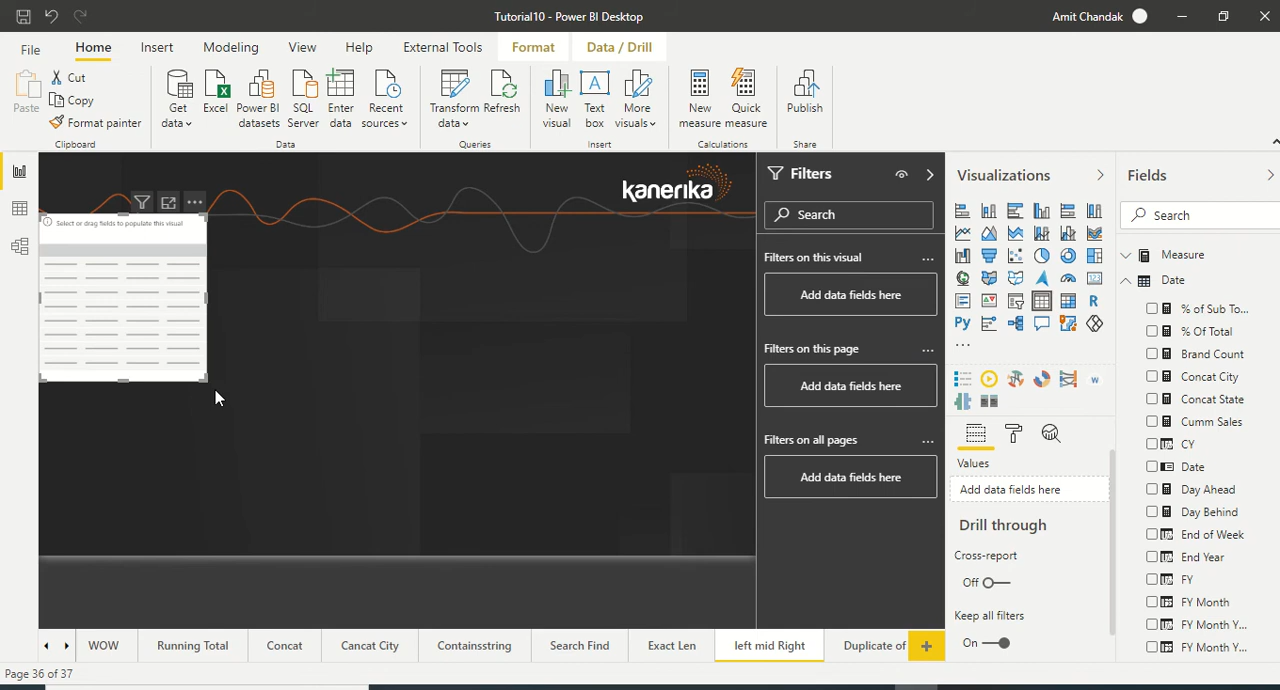 Tutorial10 - Power BI Desktop
Amit Chandak
File
Home
Insert
Modeling
View
Help
External Tools
Format
Data / Drill
Paste
Cut
Copy
Format painter
Clipboard
Get data
Excel
Power BI datasets
SQL Server
Enter data
Recent sources
Data
Transform data
Refresh
Queries
New visual
Text box
More visuals
Insert
New measure
Quick measure
Calculations
Publish
Share
kanerika
Select or drag fields to populate this visual
Filters
Search
Filters on this visual
Add data fields here
Filters on this page
Add data fields here
Filters on all pages
Add data fields here
Visualizations
123
R
Py
W
Values
Add data fields here
Drill through
Cross-report
Off
Keep all filters
On
Fields
Search
Measure
Date
% of Sub To...
% Of Total
Brand Count
Concat City
Concat State
Cumm Sales
CY
Date
Day Ahead
Day Behind
End of Week
End Year
FY
FY Month
FY Month Y...
FY Month Y...
WOW
Running Total
Concat
Cancat City
Containsstring
Search Find
Exact Len
left mid Right
Duplicate of
+
Page 36 of 37